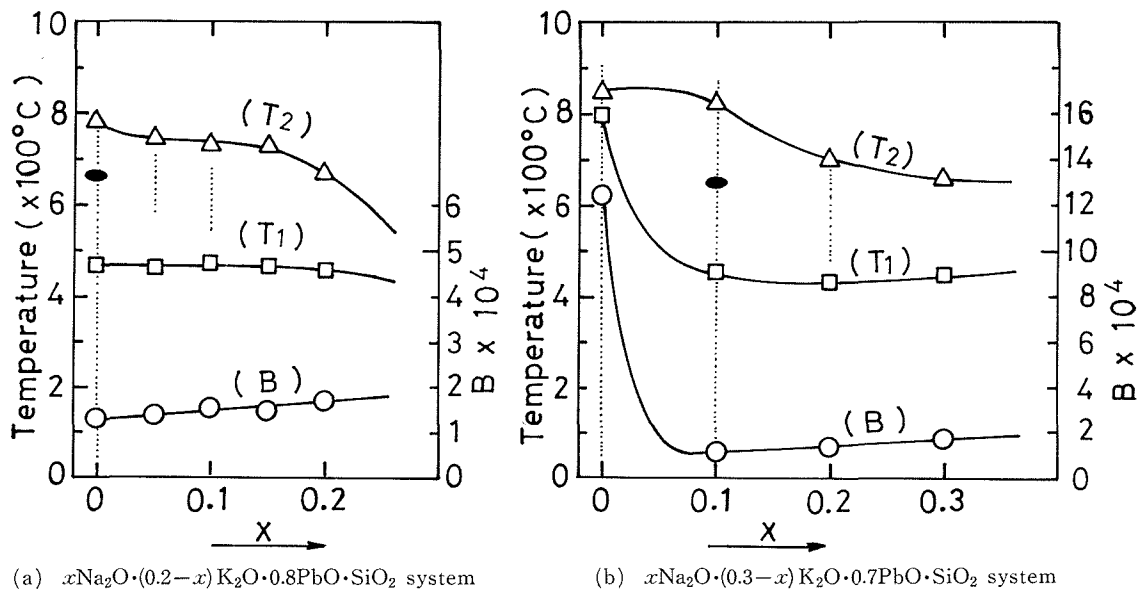 Temperature (×100°C)
10
8
6
4
2
0
(T2)
(T1)
(B)
6
5
4
3
2
1
0
B × 10⁴
0
0.1
0.2
X
(a) xNa₂O·(0.2−x) K₂O·0.8PbO·SiO₂ system
Temperature (×100°C)
10
8
6
4
2
0
(T2)
(T1)
(B)
16
14
12
10
8
6
4
2
0
B × 10⁴
0
0.1
0.2
0.3
X
(b) xNa₂O·(0.3−x) K₂O·0.7PbO·SiO₂ system